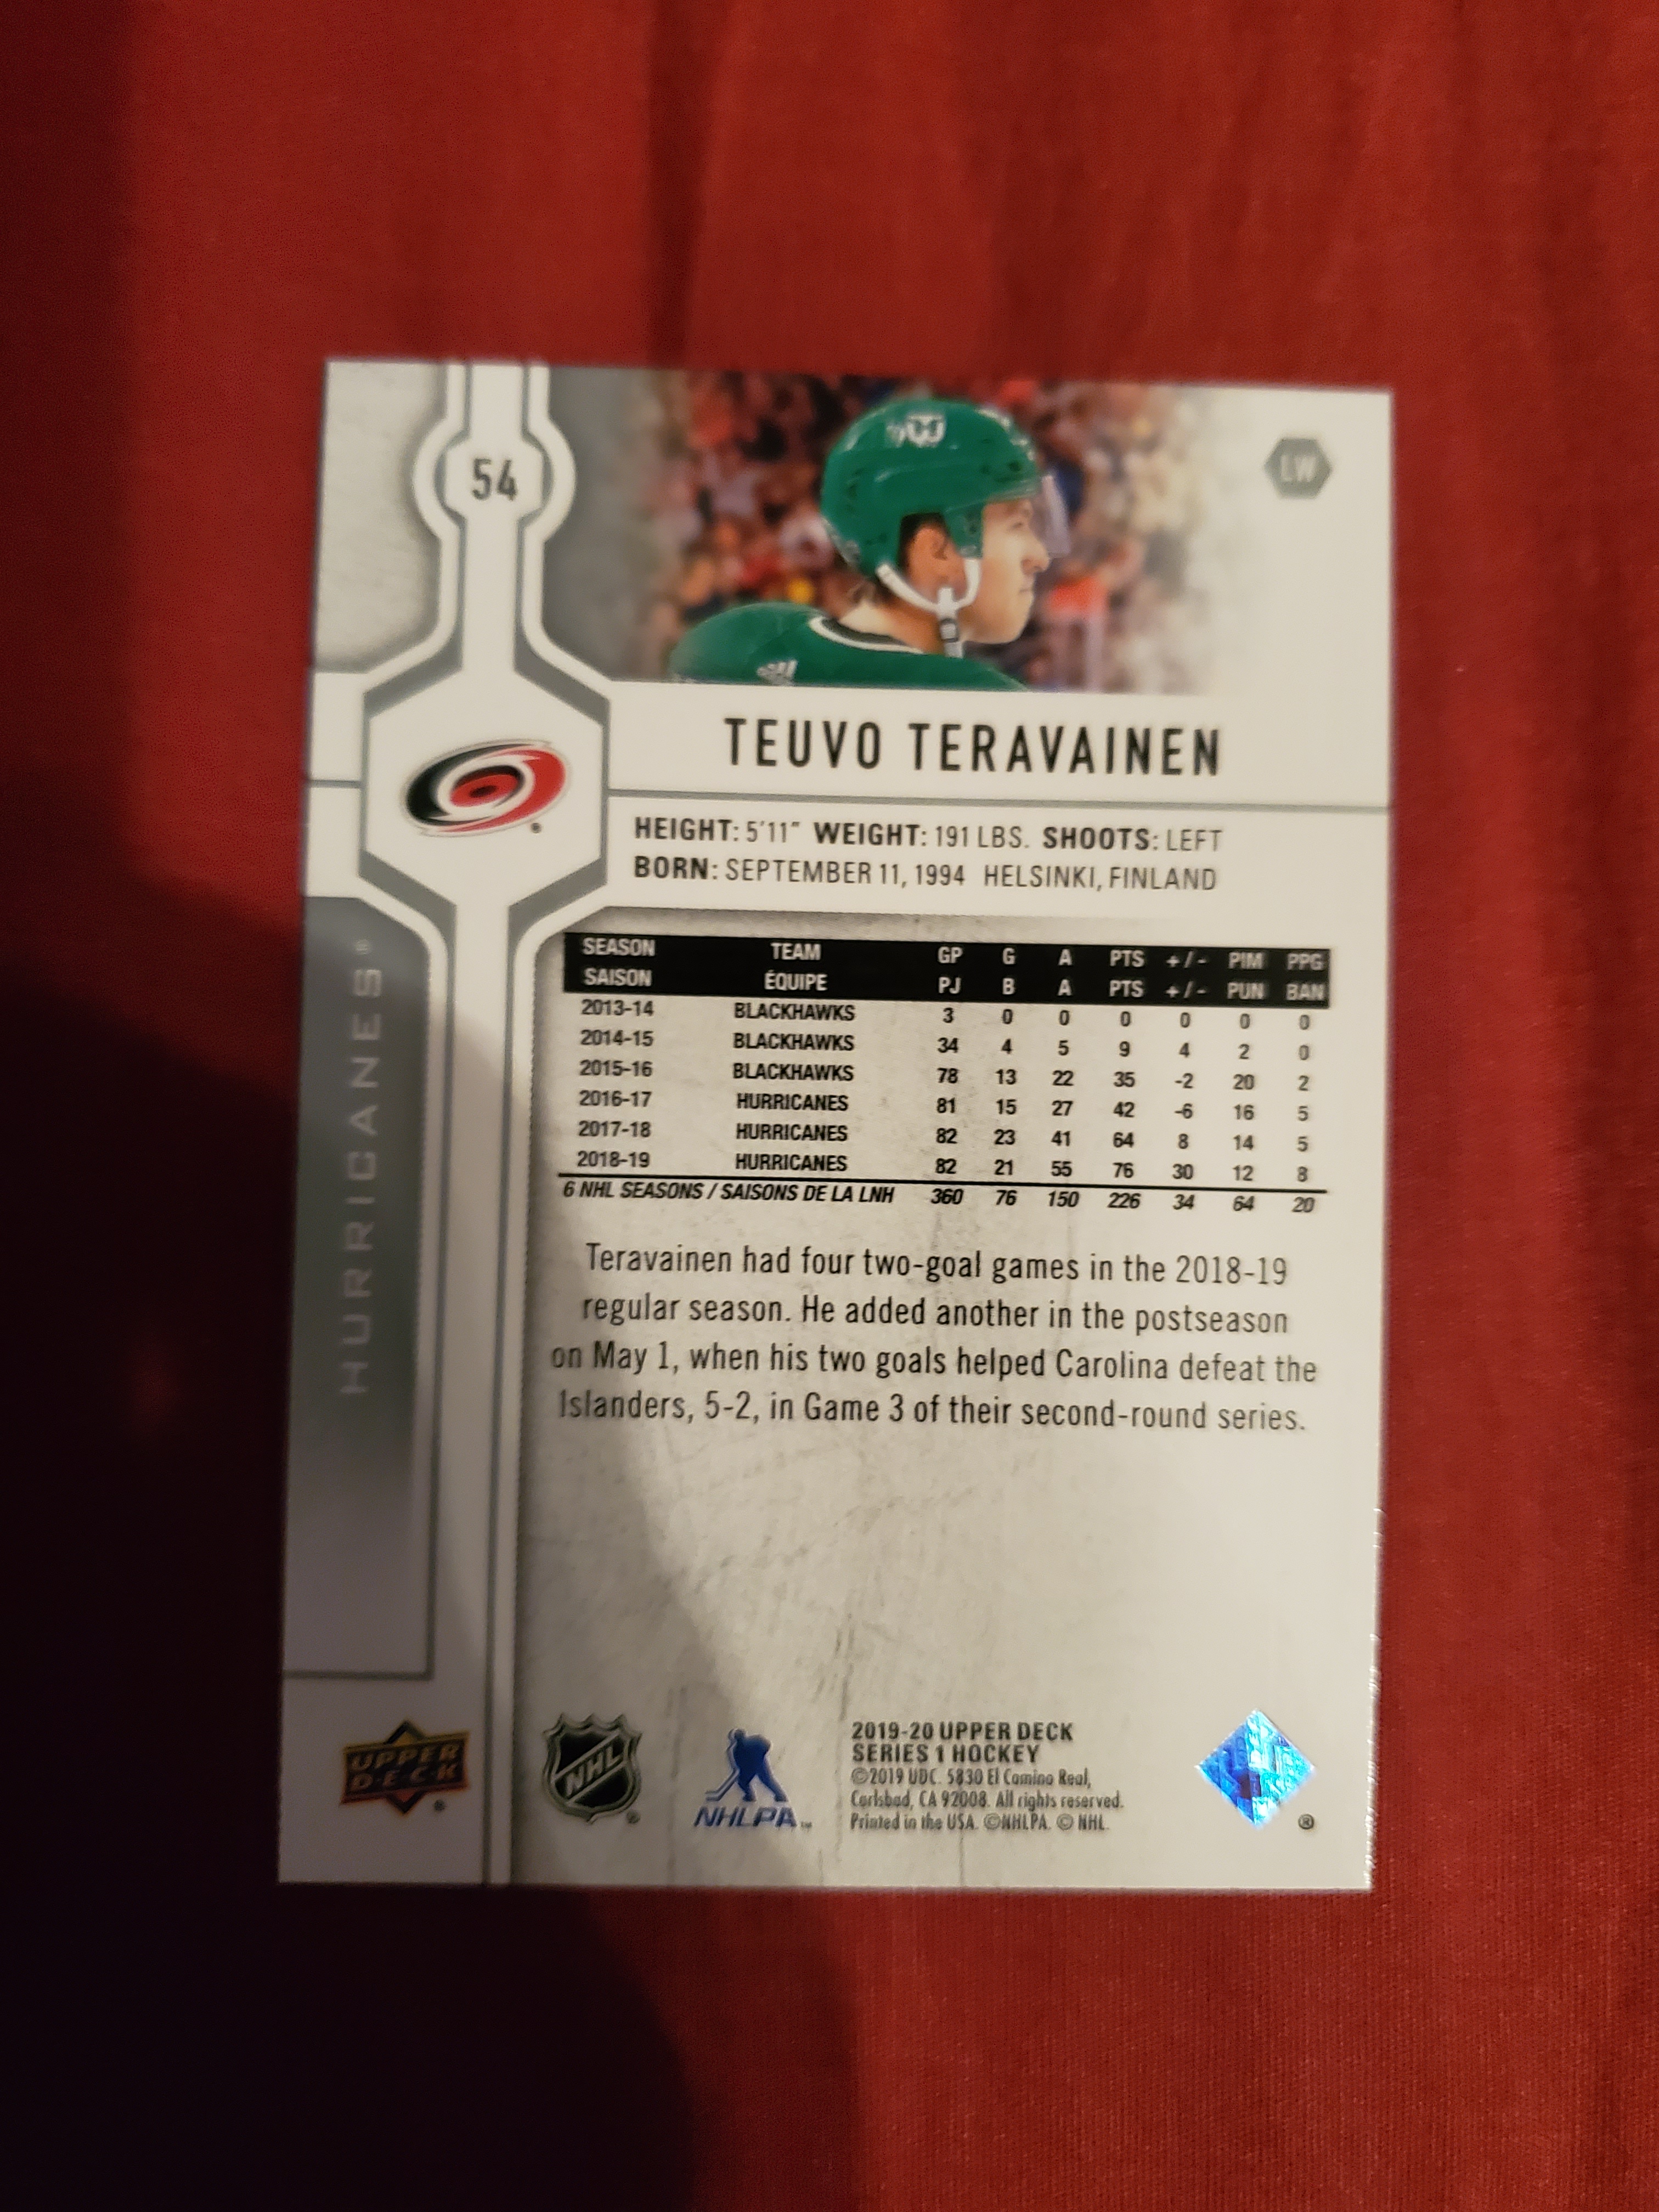 54
LW
TEUVO TERAVAINEN
HEIGHT: 5'11" WEIGHT: 191 LBS. SHOOTS: LEFT
BORN: SEPTEMBER 11, 1994 HELSINKI, FINLAND
HURRICANES®
SEASON TEAM GP G A PTS +/- PIM PPG
SAISON ÉQUIPE PJ B A PTS +/- PUN BAN
2013-14 BLACKHAWKS 3 0 0 0 0 0 0
2014-15 BLACKHAWKS 34 4 5 9 4 2 0
2015-16 BLACKHAWKS 78 13 22 35 -2 20 2
2016-17 HURRICANES 81 15 27 42 -6 16 5
2017-18 HURRICANES 82 23 41 64 8 14 5
2018-19 HURRICANES 82 21 55 76 30 12 8
6 NHL SEASONS / SAISONS DE LA LNH 360 76 150 226 34 64 20
Teravainen had four two-goal games in the 2018-19
regular season. He added another in the postseason
on May 1, when his two goals helped Carolina defeat the
Islanders, 5-2, in Game 3 of their second-round series.
UPPER
DECK®
NHL®
NHLPA™
2019-20 UPPER DECK
SERIES 1 HOCKEY
©2019 UDC. 5830 El Camino Real,
Carlsbad, CA 92008. All rights reserved.
Printed in the USA. ©NHLPA. © NHL.
®